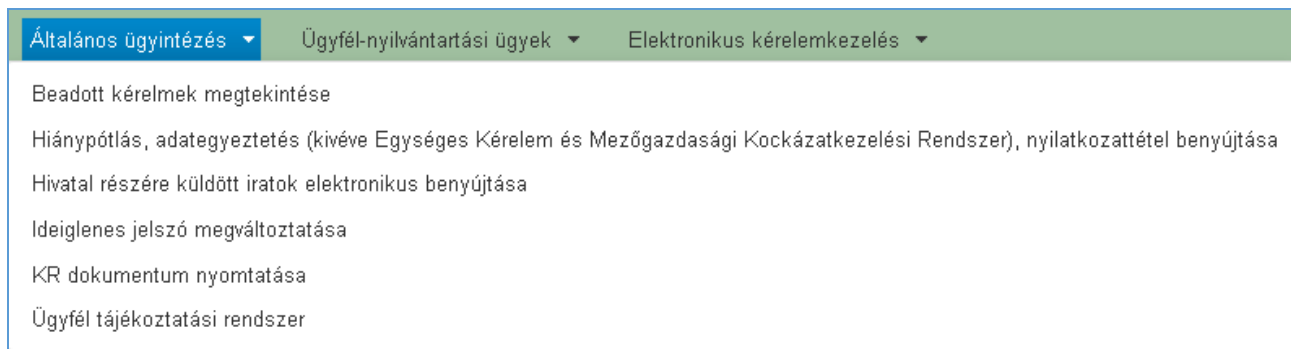 Általános ügyintézés Ügyfél-nyilvántartási ügyek Elektronikus kérelemkezelés
Beadott kérelmek megtekintése
Hiánypótlás, adategyeztetés (kivéve Egységes Kérelem és Mezőgazdasági Kockázatkezelési Rendszer), nyilatkozattétel benyújtása
Hivatal részére küldött iratok elektronikus benyújtása
Ideiglenes jelszó megváltoztatása
KR dokumentum nyomtatása
Ügyfél tájékoztatási rendszer